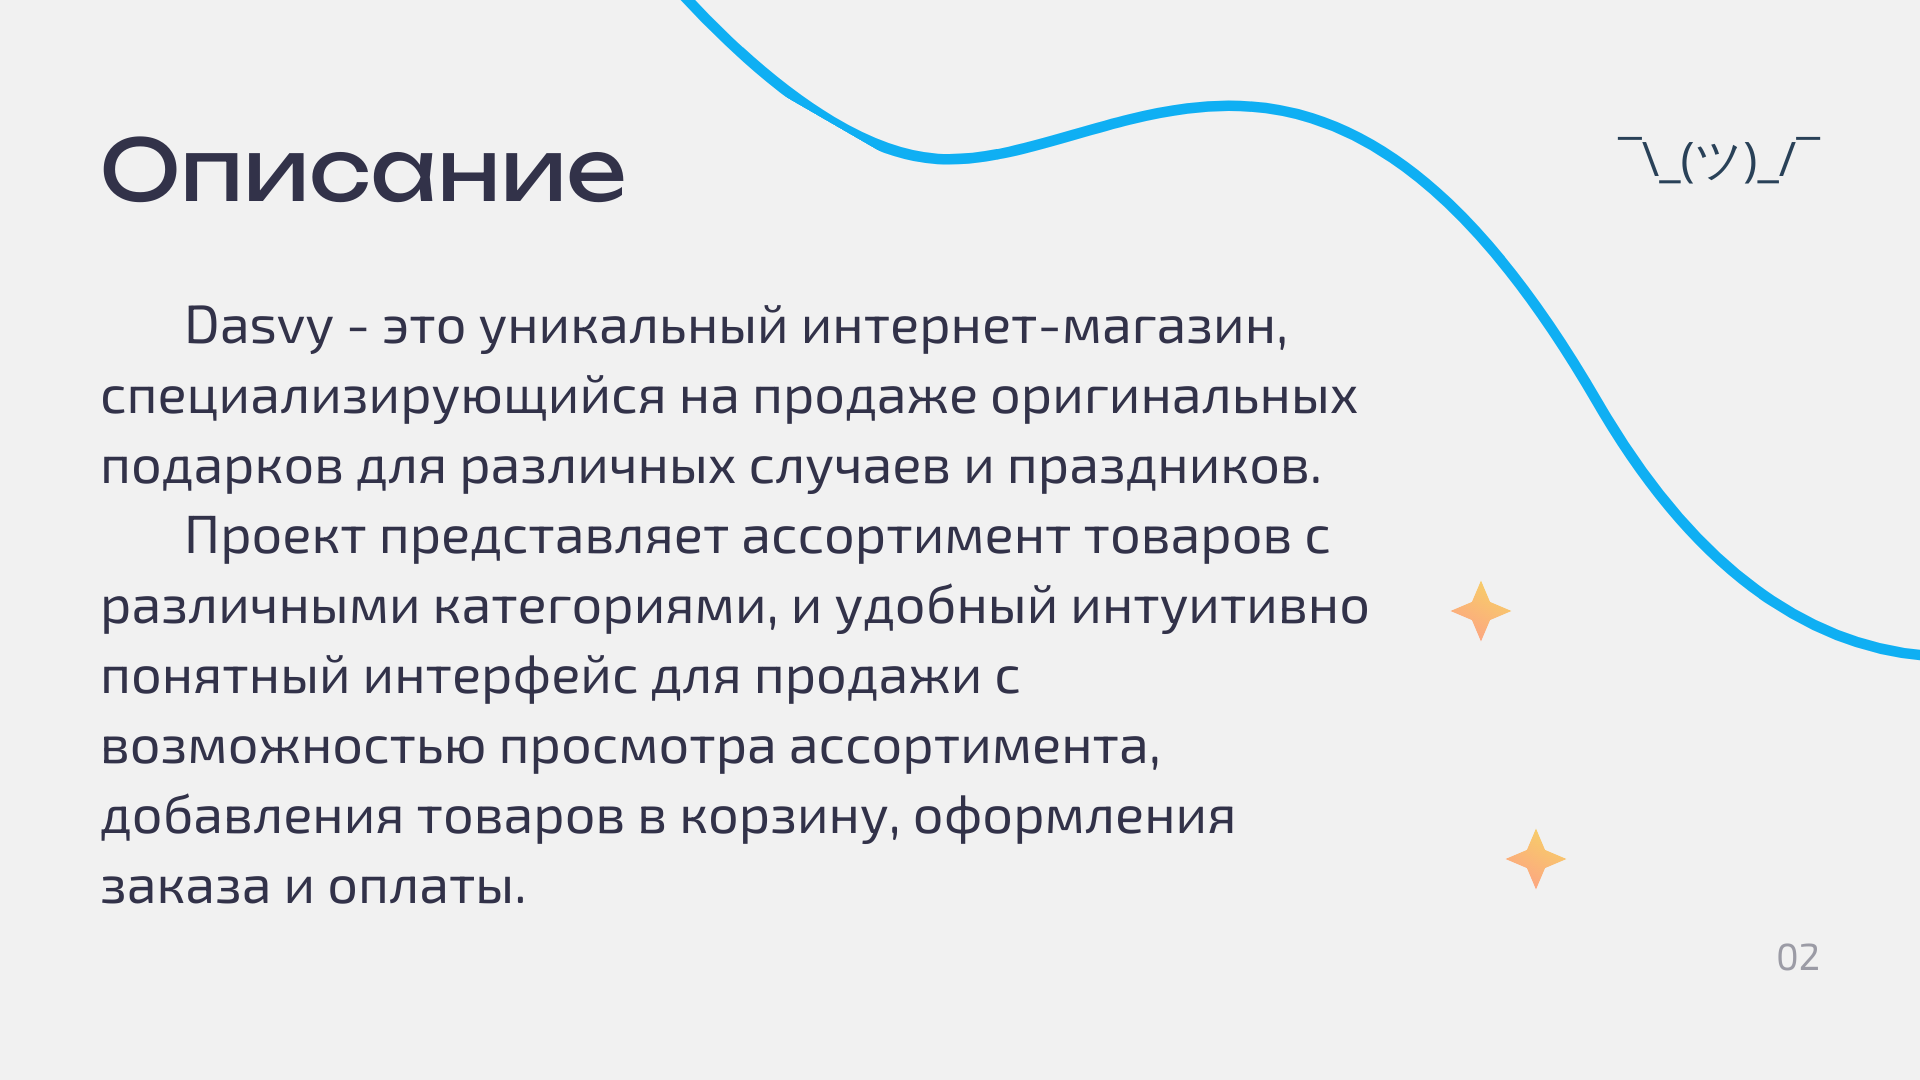 Описание
¯\_(ツ)_/¯
Dasvy - это уникальный интернет-магазин,
специализирующийся на продаже оригинальных
подарков для различных случаев и праздников.
Проект представляет ассортимент товаров с
различными категориями, и удобный интуитивно
понятный интерфейс для продажи с
возможностью просмотра ассортимента,
добавления товаров в корзину, оформления
заказа и оплаты.
02